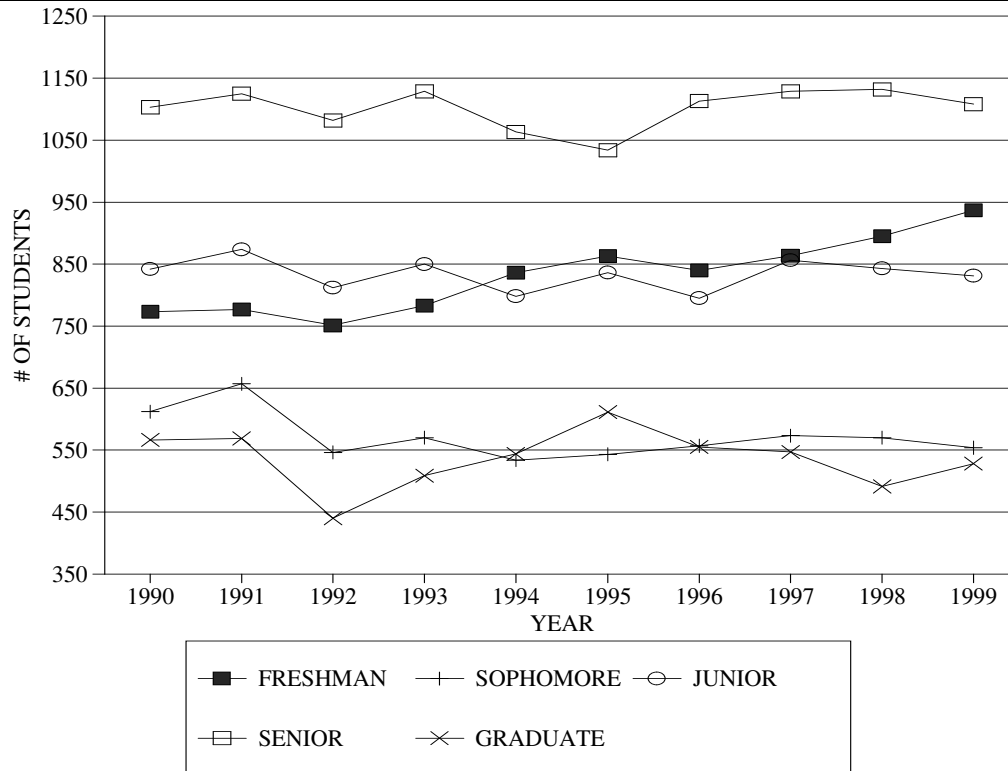 1250
1150
1050
950
850
750
650
550
450
350
# OF STUDENTS
1990 1991 1992 1993 1994 1995 1996 1997 1998 1999
YEAR
FRESHMAN SOPHOMORE JUNIOR
SENIOR GRADUATE